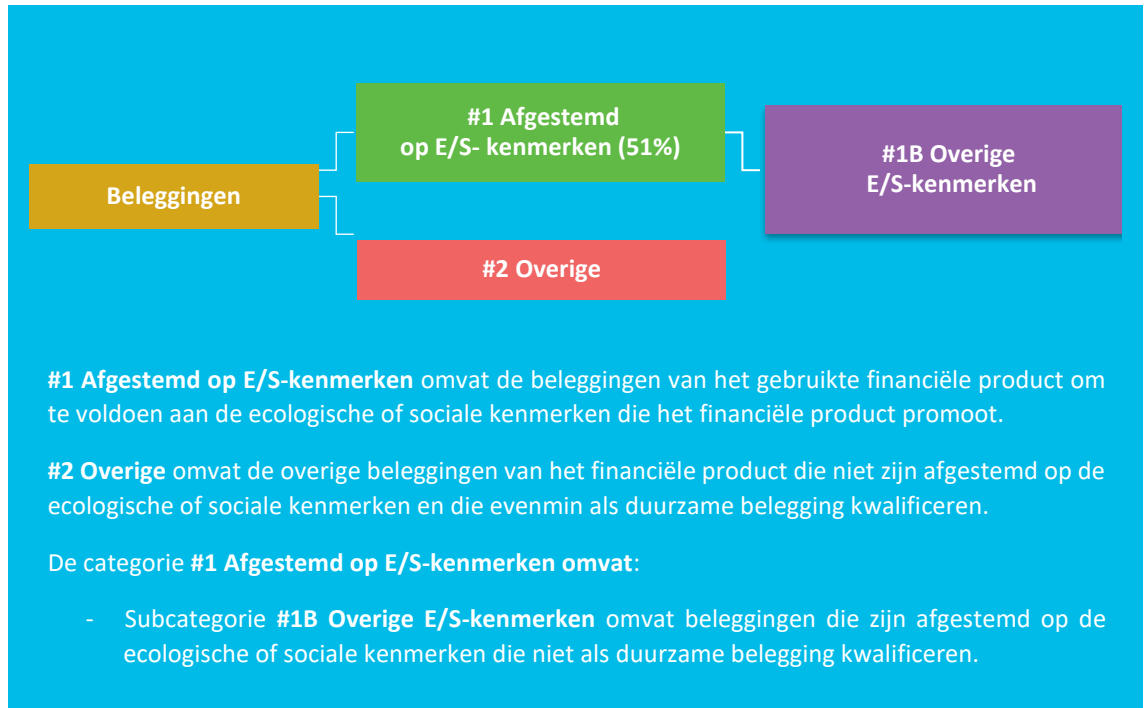 #1 Afgestemd
op E/S- kenmerken (51%)
#1B Overige
E/S-kenmerken
Beleggingen
#2 Overige
#1 Afgestemd op E/S-kenmerken omvat de beleggingen van het gebruikte financiële product om
te voldoen aan de ecologische of sociale kenmerken die het financiële product promoot.
#2 Overige omvat de overige beleggingen van het financiële product die niet zijn afgestemd op de
ecologische of sociale kenmerken en die evenmin als duurzame belegging kwalificeren.
De categorie #1 Afgestemd op E/S-kenmerken omvat:
- Subcategorie #1B Overige E/S-kenmerken omvat beleggingen die zijn afgestemd op de
ecologische of sociale kenmerken die niet als duurzame belegging kwalificeren.